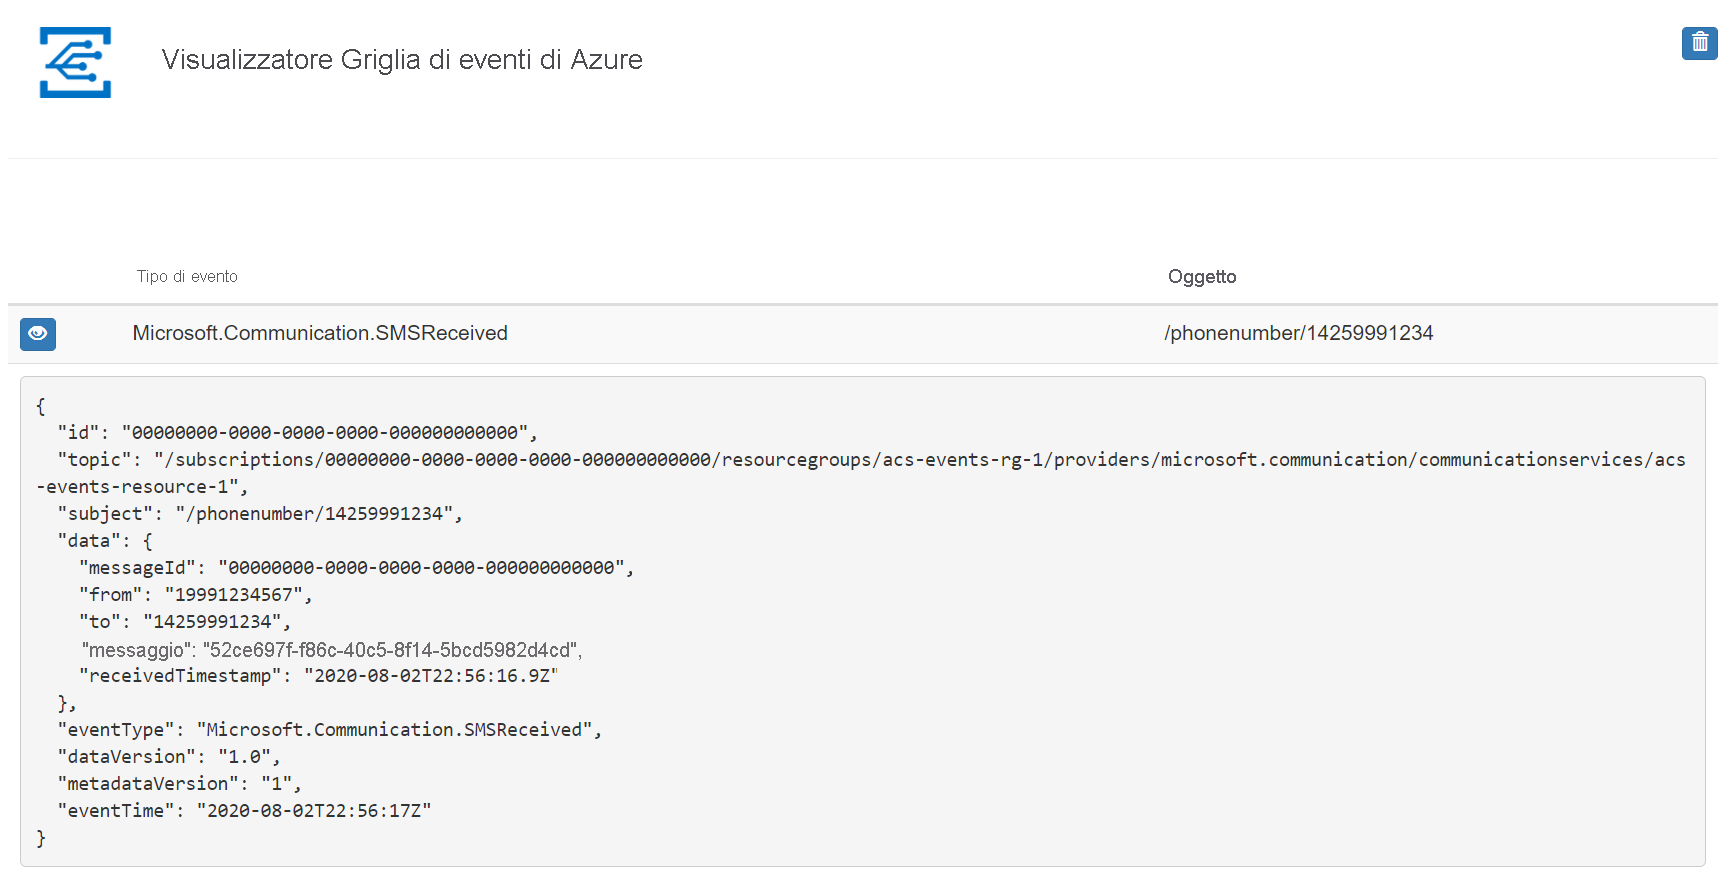 Visualizzatore Griglia di eventi di Azure
Tipo di evento Oggetto
Microsoft.Communication.SMSReceived /phonenumber/14259991234
{
"id": "00000000-0000-0000-0000-000000000000",
"topic": "/subscriptions/00000000-0000-0000-0000-000000000000/resourcegroups/acs-events-rg-1/providers/microsoft.communication/communicationservices/acs
-events-resource-1",
"subject": "/phonenumber/14259991234",
"data": {
"messageId": "00000000-0000-0000-0000-000000000000",
"from": "19991234567",
"to": "14259991234",
"messaggio": "52ce697f-f86c-40c5-8f14-5bcd5982d4cd",
"receivedTimestamp": "2020-08-02T22:56:16.9Z"
},
"eventType": "Microsoft.Communication.SMSReceived",
"dataVersion": "1.0",
"metadataVersion": "1",
"eventTime": "2020-08-02T22:56:17Z"
}